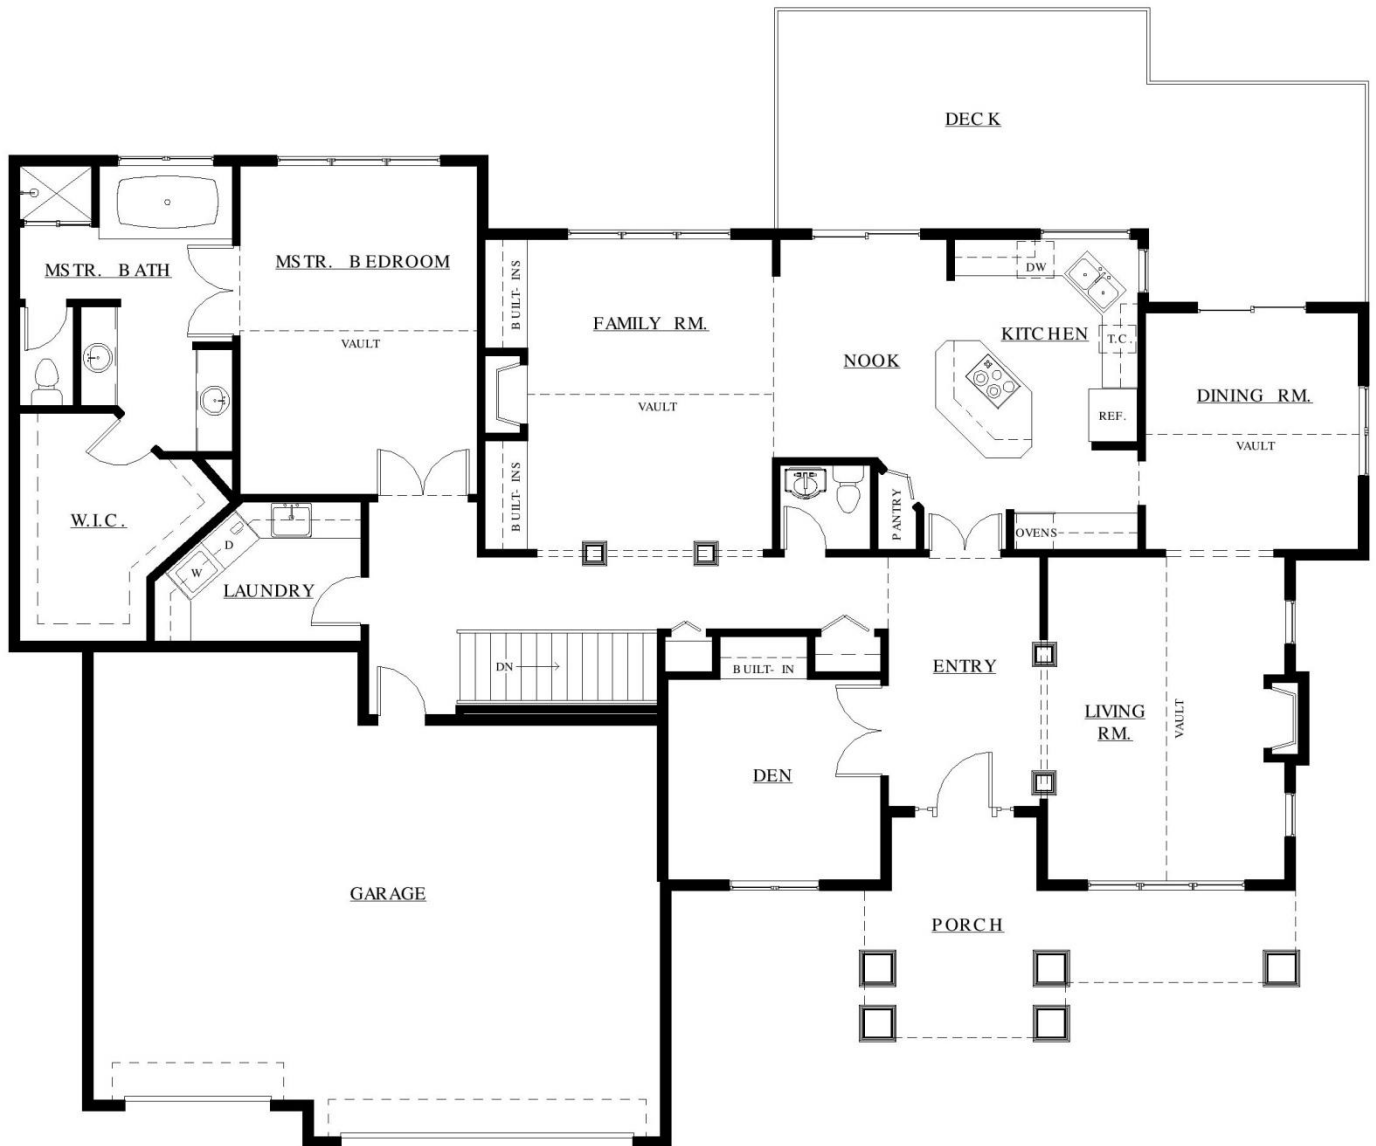 DECK
MSTR. BATH
MSTR. BEDROOM
VAULT
BUILT-INS
FAMILY RM.
VAULT
BUILT-INS
NOOK
DW
KITCHEN
T.C.
REF.
DINING RM.
VAULT
W.I.C.
D
W
LAUNDRY
PANTRY
OVENS
DN
BUILT-IN
ENTRY
LIVING
RM.
VAULT
DEN
GARAGE
PORCH